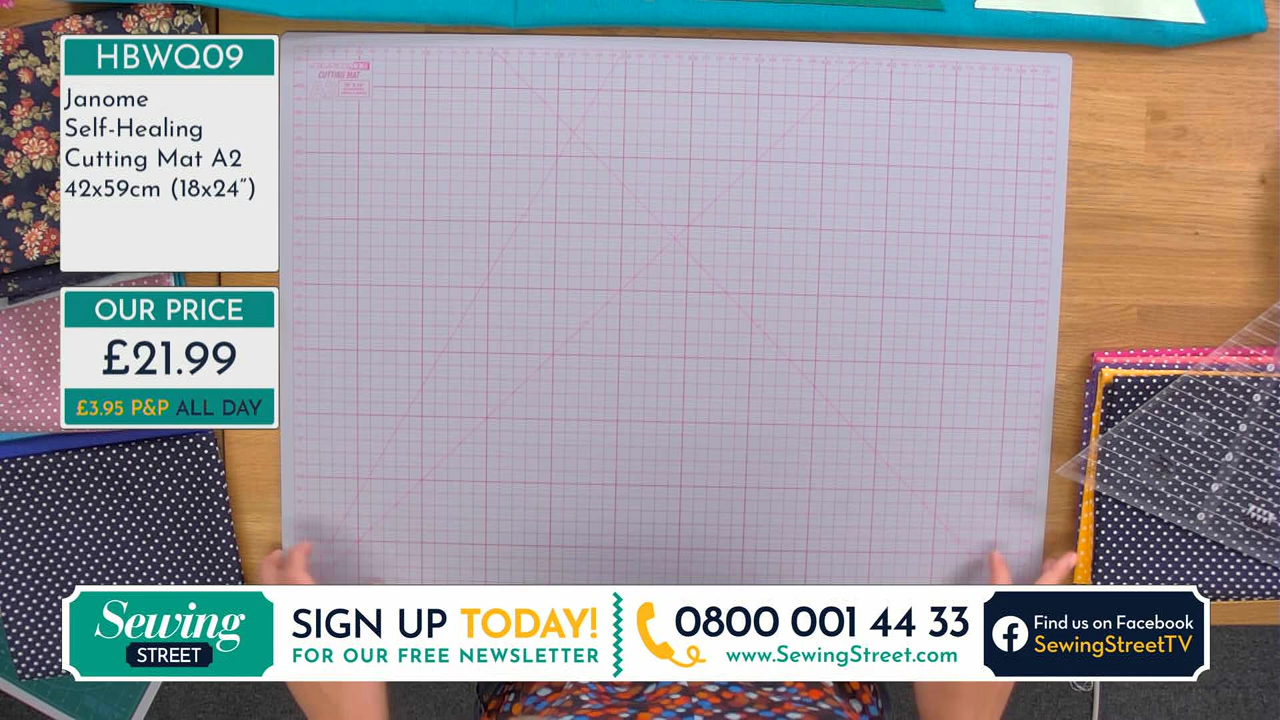 HBWQ09
Janome
Self-Healing
Cutting Mat A2
42x59cm (18x24”)
OUR PRICE
£21.99
£3.95 P&P ALL DAY
CUTTING MAT
Sewing
STREET
SIGN UP TODAY!
FOR OUR FREE NEWSLETTER
0800 001 44 33
www.SewingStreet.com
Find us on Facebook
SewingStreetTV